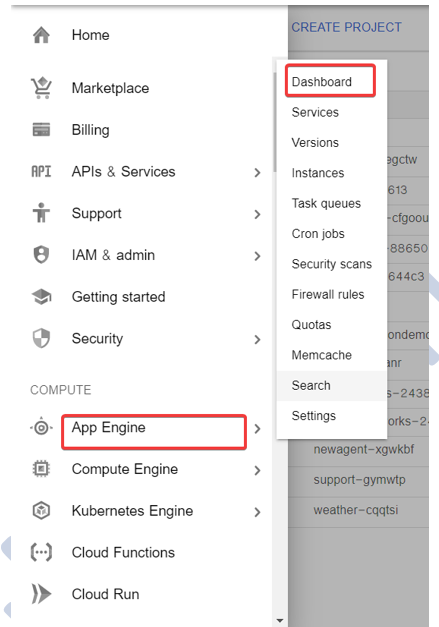 Home
Marketplace
Billing
API APIs & Services
Support
IAM & admin
Getting started
Security
COMPUTE
App Engine
Compute Engine
Kubernetes Engine
Cloud Functions
Cloud Run
Dashboard
Services
Versions
Instances
Task queues
Cron jobs
Security scans
Firewall rules
Quotas
Memcache
Search
Settings
CREATE PROJECT
egctw
613
-cfgoou
-88650
644c3
ondemo
anr
s-2438
orks-24
newagent-xgwkbf
support-gymwtp
weather-cqqtsi